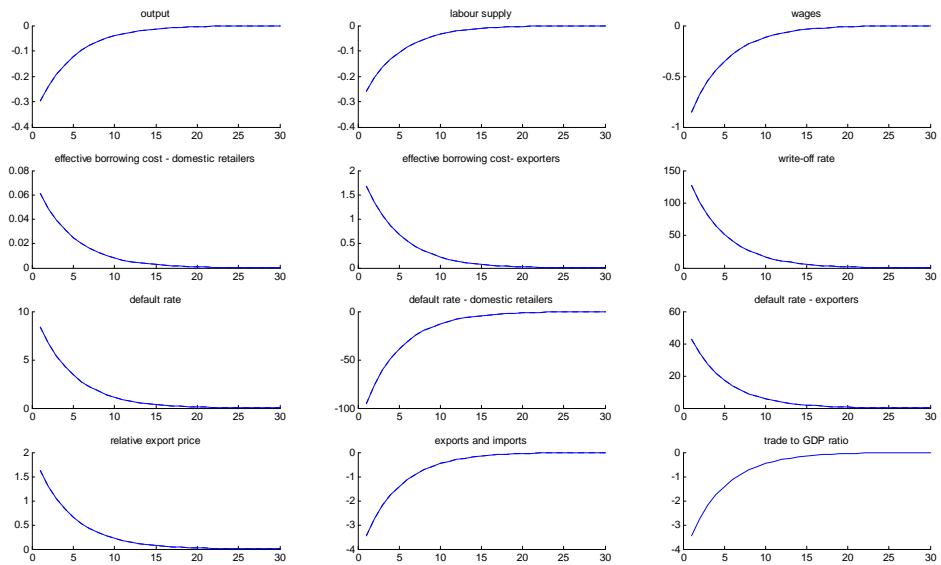 output
0
-0.1
-0.2
-0.3
-0.4
0 5 10 15 20 25 30
labour supply
0
-0.1
-0.2
-0.3
-0.4
0 5 10 15 20 25 30
wages
0
-0.5
-1
0 5 10 15 20 25 30
effective borrowing cost - domestic retailers
0.08
0.06
0.04
0.02
0
0 5 10 15 20 25 30
effective borrowing cost- exporters
2
1.5
1
0.5
0
0 5 10 15 20 25 30
write-off rate
150
100
50
0
0 5 10 15 20 25 30
default rate
10
5
0
0 5 10 15 20 25 30
default rate - domestic retailers
0
-50
-100
0 5 10 15 20 25 30
default rate - exporters
60
40
20
0
0 5 10 15 20 25 30
relative export price
2
1.5
1
0.5
0
0 5 10 15 20 25 30
exports and imports
0
-1
-2
-3
-4
0 5 10 15 20 25 30
trade to GDP ratio
0
-1
-2
-3
-4
0 5 10 15 20 25 30